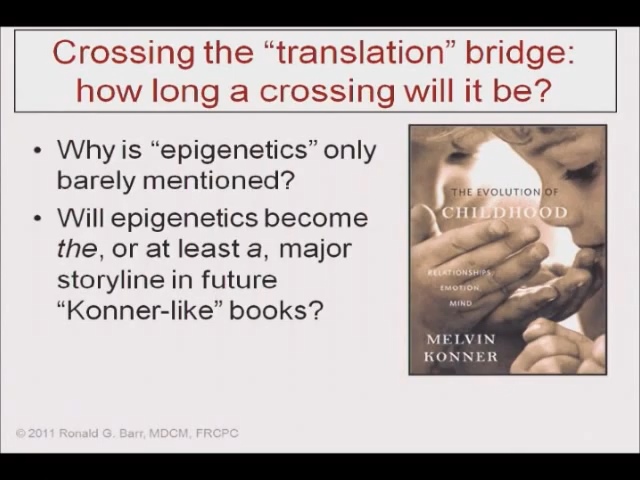 Crossing the “translation” bridge:
how long a crossing will it be?
• Why is “epigenetics” only
barely mentioned?
• Will epigenetics become
the, or at least a, major
storyline in future
“Konner-like” books?
THE EVOLUTION OF
CHILDHOOD
RELATIONSHIPS,
EMOTION,
MIND
MELVIN
KONNER
© 2011 Ronald G. Barr, MDCM, FRCPC